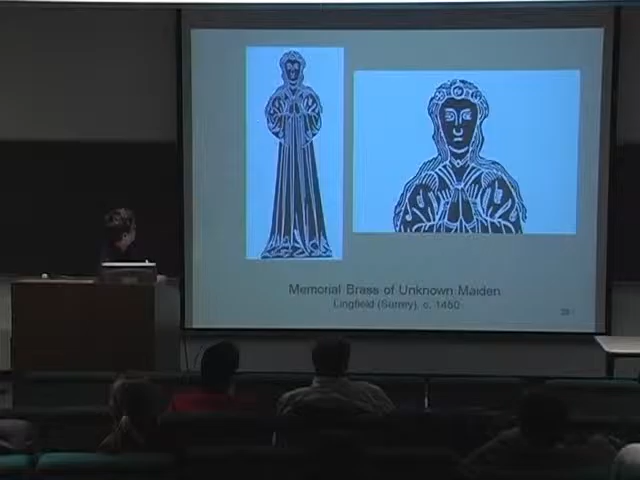 Memorial Brass of Unknown Maiden
Lingfield (Surrey), c. 1450